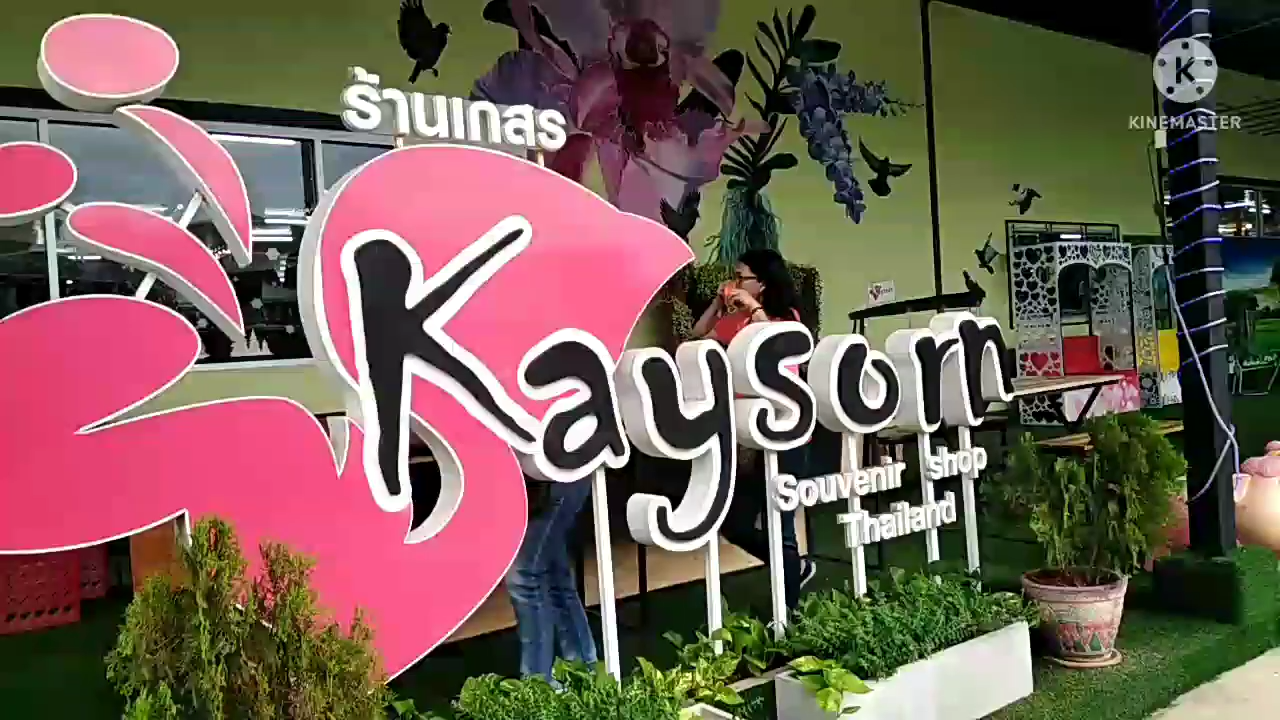 ร้านเกสร
Kaysorn
Souvenir shop
Thailand
K
KINEMASTER